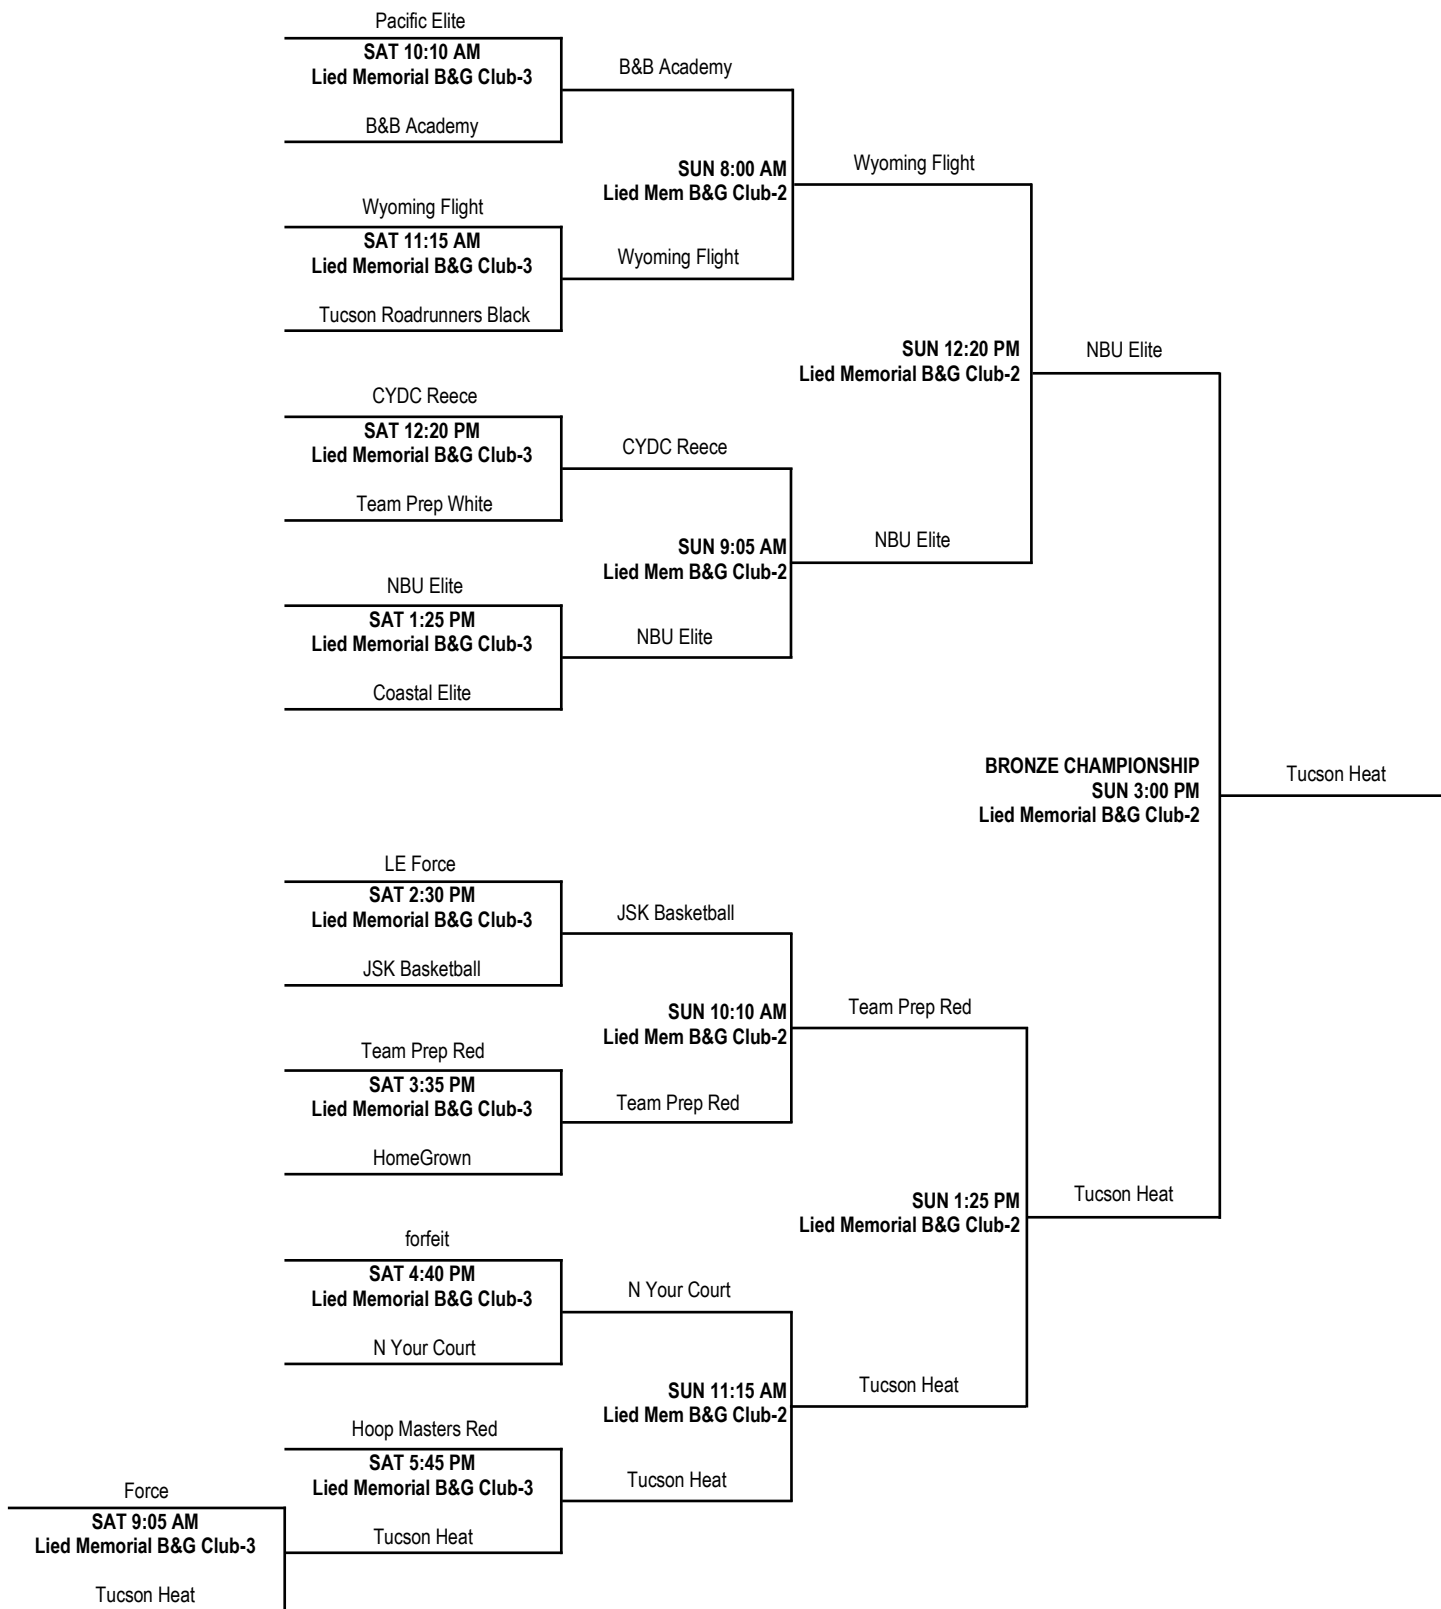 Pacific Elite
SAT 10:10 AM
Lied Memorial B&G Club-3
B&B Academy
B&B Academy
SUN 8:00 AM
Lied Mem B&G Club-2
Wyoming Flight
Wyoming Flight
SAT 11:15 AM
Lied Memorial B&G Club-3
Wyoming Flight
Tucson Roadrunners Black
SUN 12:20 PM
Lied Memorial B&G Club-2
NBU Elite
CYDC Reece
SAT 12:20 PM
Lied Memorial B&G Club-3
CYDC Reece
Team Prep White
SUN 9:05 AM
Lied Mem B&G Club-2
NBU Elite
NBU Elite
SAT 1:25 PM
Lied Memorial B&G Club-3
NBU Elite
Coastal Elite
BRONZE CHAMPIONSHIP
SUN 3:00 PM
Lied Memorial B&G Club-2
Tucson Heat
LE Force
SAT 2:30 PM
Lied Memorial B&G Club-3
JSK Basketball
JSK Basketball
SUN 10:10 AM
Lied Mem B&G Club-2
Team Prep Red
Team Prep Red
SAT 3:35 PM
Lied Memorial B&G Club-3
Team Prep Red
HomeGrown
SUN 1:25 PM
Lied Memorial B&G Club-2
Tucson Heat
forfeit
SAT 4:40 PM
Lied Memorial B&G Club-3
N Your Court
N Your Court
SUN 11:15 AM
Lied Mem B&G Club-2
Tucson Heat
Hoop Masters Red
SAT 5:45 PM
Lied Memorial B&G Club-3
Tucson Heat
Tucson Heat
Force
SAT 9:05 AM
Lied Memorial B&G Club-3
Tucson Heat